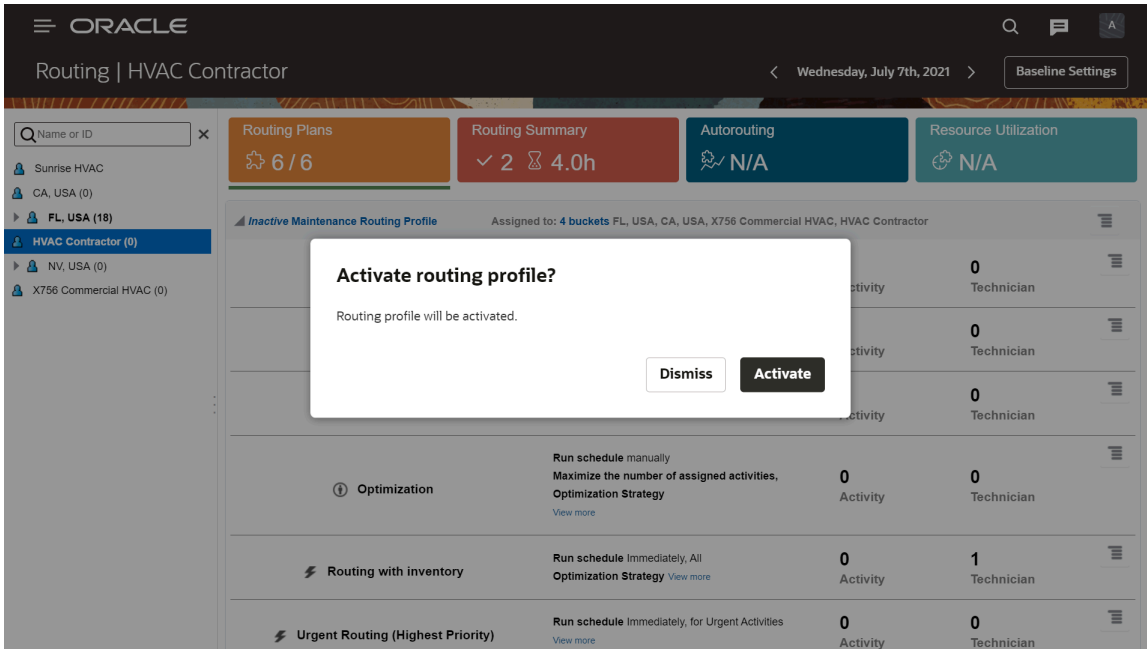 ORACLE
A
Routing | HVAC Contractor
Wednesday, July 7th, 2021
Baseline Settings
Name or ID
Sunrise HVAC
CA, USA (0)
FL, USA (18)
HVAC Contractor (0)
NV, USA (0)
X756 Commercial HVAC (0)
Routing Plans
6 / 6
Routing Summary
2 4.0h
Autorouting
N/A
Resource Utilization
N/A
Inactive Maintenance Routing Profile
Assigned to: 4 buckets FL, USA, CA, USA, X756 Commercial HVAC, HVAC Contractor
Activate routing profile?
Routing profile will be activated.
Dismiss
Activate
0
ctivity
Technician
0
ctivity
Technician
0
ctivity
Technician
Optimization
Run schedule manually
Maximize the number of assigned activities,
Optimization Strategy
View more
0
Activity
0
Technician
Routing with inventory
Run schedule Immediately, All
Optimization Strategy View more
0
Activity
1
Technician
Urgent Routing (Highest Priority)
Run schedule Immediately, for Urgent Activities
View more
0
Activity
0
Technician